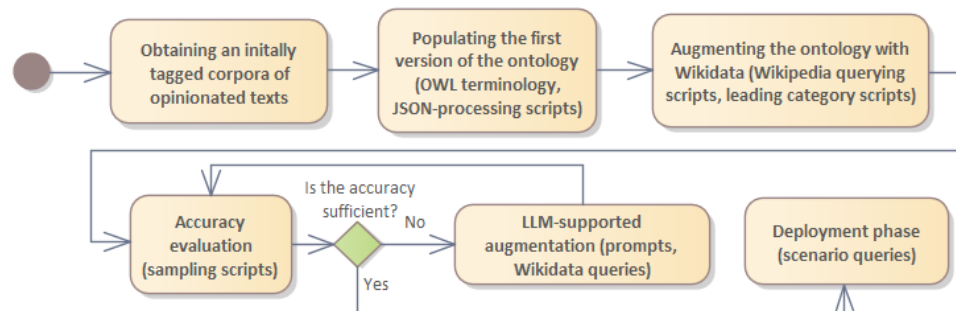 Obtaining an initally
tagged corpora of
opinionated texts
Populating the first
version of the ontology
(OWL terminology,
JSON-processing scripts)
Augmenting the ontology with
Wikidata (Wikipedia querying
scripts, leading category scripts)
Accuracy
evaluation
(sampling scripts)
Is the accuracy
sufficient?
No
Yes
LLM-supported
augmentation (prompts,
Wikidata queries)
Deployment phase
(scenario queries)